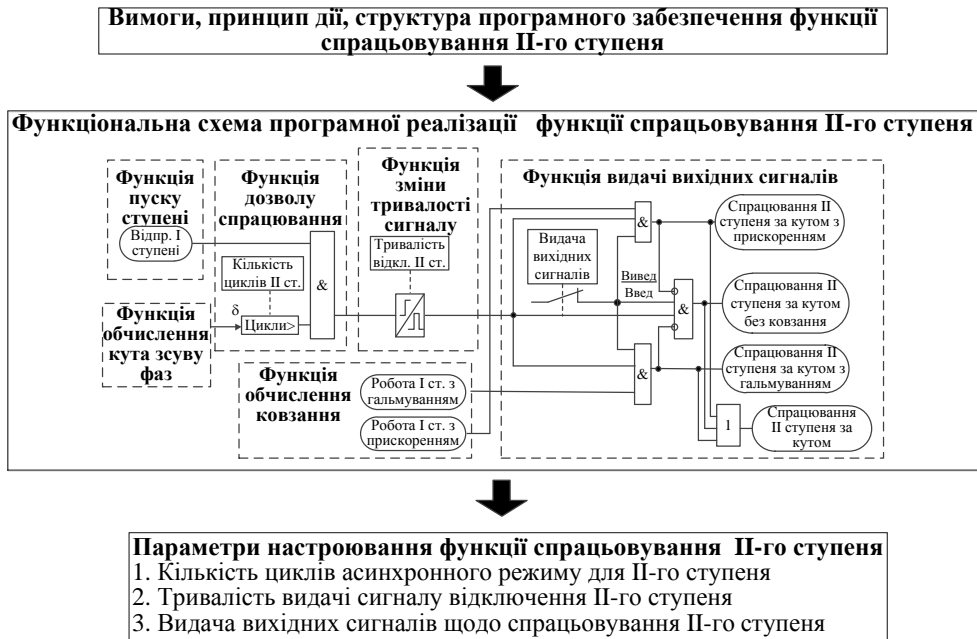 Вимоги, принцип дії, структура програмного забезпечення функції
спрацьовування II-го ступеня
Функціональна схема програмної реалізації функції спрацьовування II-го ступеня
Функція
пуску
ступені
Відпр. I
ступені
Функція
дозволу
спрацювання
Кількість
циклів II ст.
δ
Цикли>
&
Функція
обчислення
кута зсуву
фаз
Функція
зміни
тривалості
сигналу
Тривалість
відкл. II ст.
Функція
обчислення
ковзання
Робота I ст. з
гальмуванням
Робота I ст. з
прискоренням
Функція видачі вихідних сигналів
Видача
вихідних
сигналів
Вивед
Введ
&
&
&
1
Спрацювання II
ступеня за кутом з
прискоренням
Спрацювання II
ступеня за кутом
без ковзання
Спрацювання II
ступеня за кутом з
гальмуванням
Спрацювання
II ступеня за
кутом
Параметри настроювання функції спрацьовування II-го ступеня
1. Кількість циклів асинхронного режиму для II-го ступеня
2. Тривалість видачі сигналу відключення II-го ступеня
3. Видача вихідних сигналів щодо спрацьовування II-го ступеня